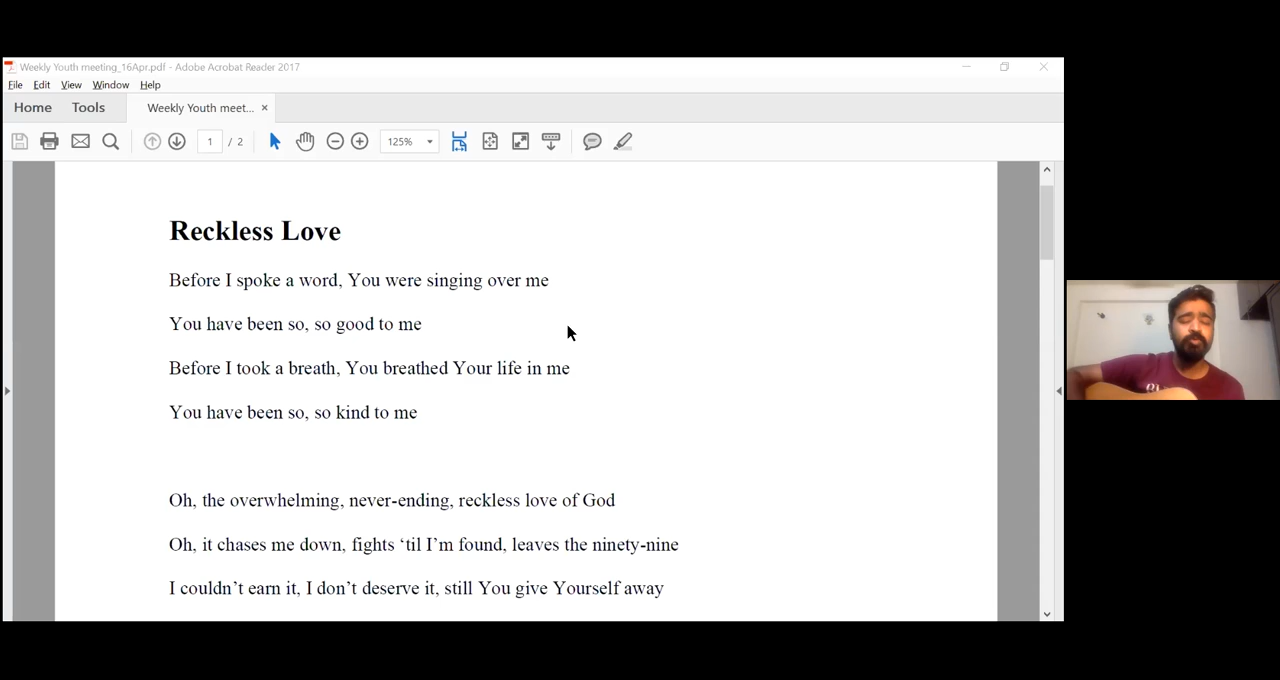 Weekly Youth meeting_16Apr.pdf - Adobe Acrobat Reader 2017
File Edit View Window Help
Home Tools Weekly Youth meet... ×
1 / 2 125%
Reckless Love
Before I spoke a word, You were singing over me
You have been so, so good to me
Before I took a breath, You breathed Your life in me
You have been so, so kind to me
Oh, the overwhelming, never-ending, reckless love of God
Oh, it chases me down, fights ‘til I’m found, leaves the ninety-nine
I couldn’t earn it, I don’t deserve it, still You give Yourself away